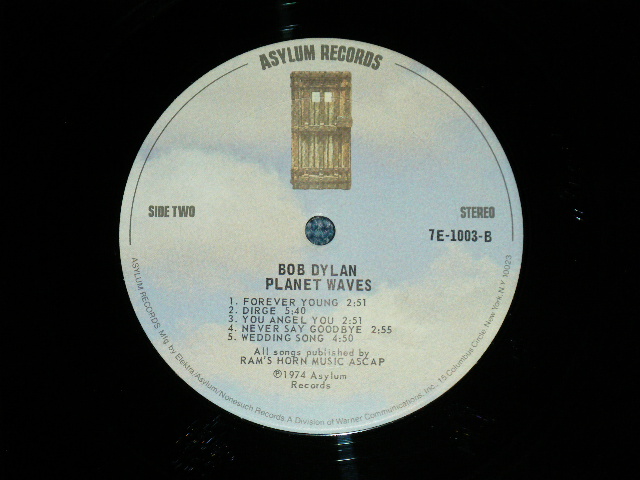 ASYLUM RECORDS
SIDE TWO
STEREO
7E-1003-B
BOB DYLAN
PLANET WAVES
1. FOREVER YOUNG 2:51
2. DIRGE 5:40
3. YOU ANGEL YOU 2:51
4. NEVER SAY GOODBYE 2:55
5. WEDDING SONG 4:50
All songs published by
RAM'S HORN MUSIC ASCAP
℗1974 Asylum
Records
ASYLUM RECORDS, Mfg by Elektra/Asylum/Nonesuch Records A Division of Warner Communications, Inc., 15 Columbus Circle, New York, N.Y. 10023